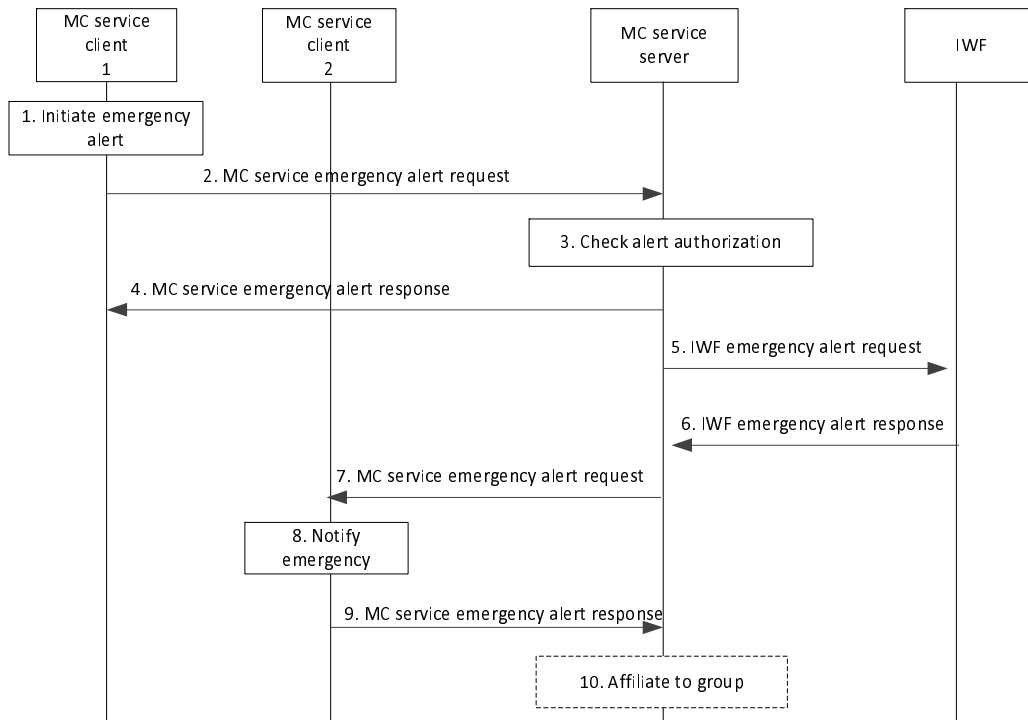 MC service
client
1
MC service
client
2
MC service
server
IWF
1. Initiate emergency
alert
2. MC service emergency alert request
3. Check alert authorization
4. MC service emergency alert response
5. IWF emergency alert request
6. IWF emergency alert response
7. MC service emergency alert request
8. Notify
emergency
9. MC service emergency alert response
10. Affiliate to group